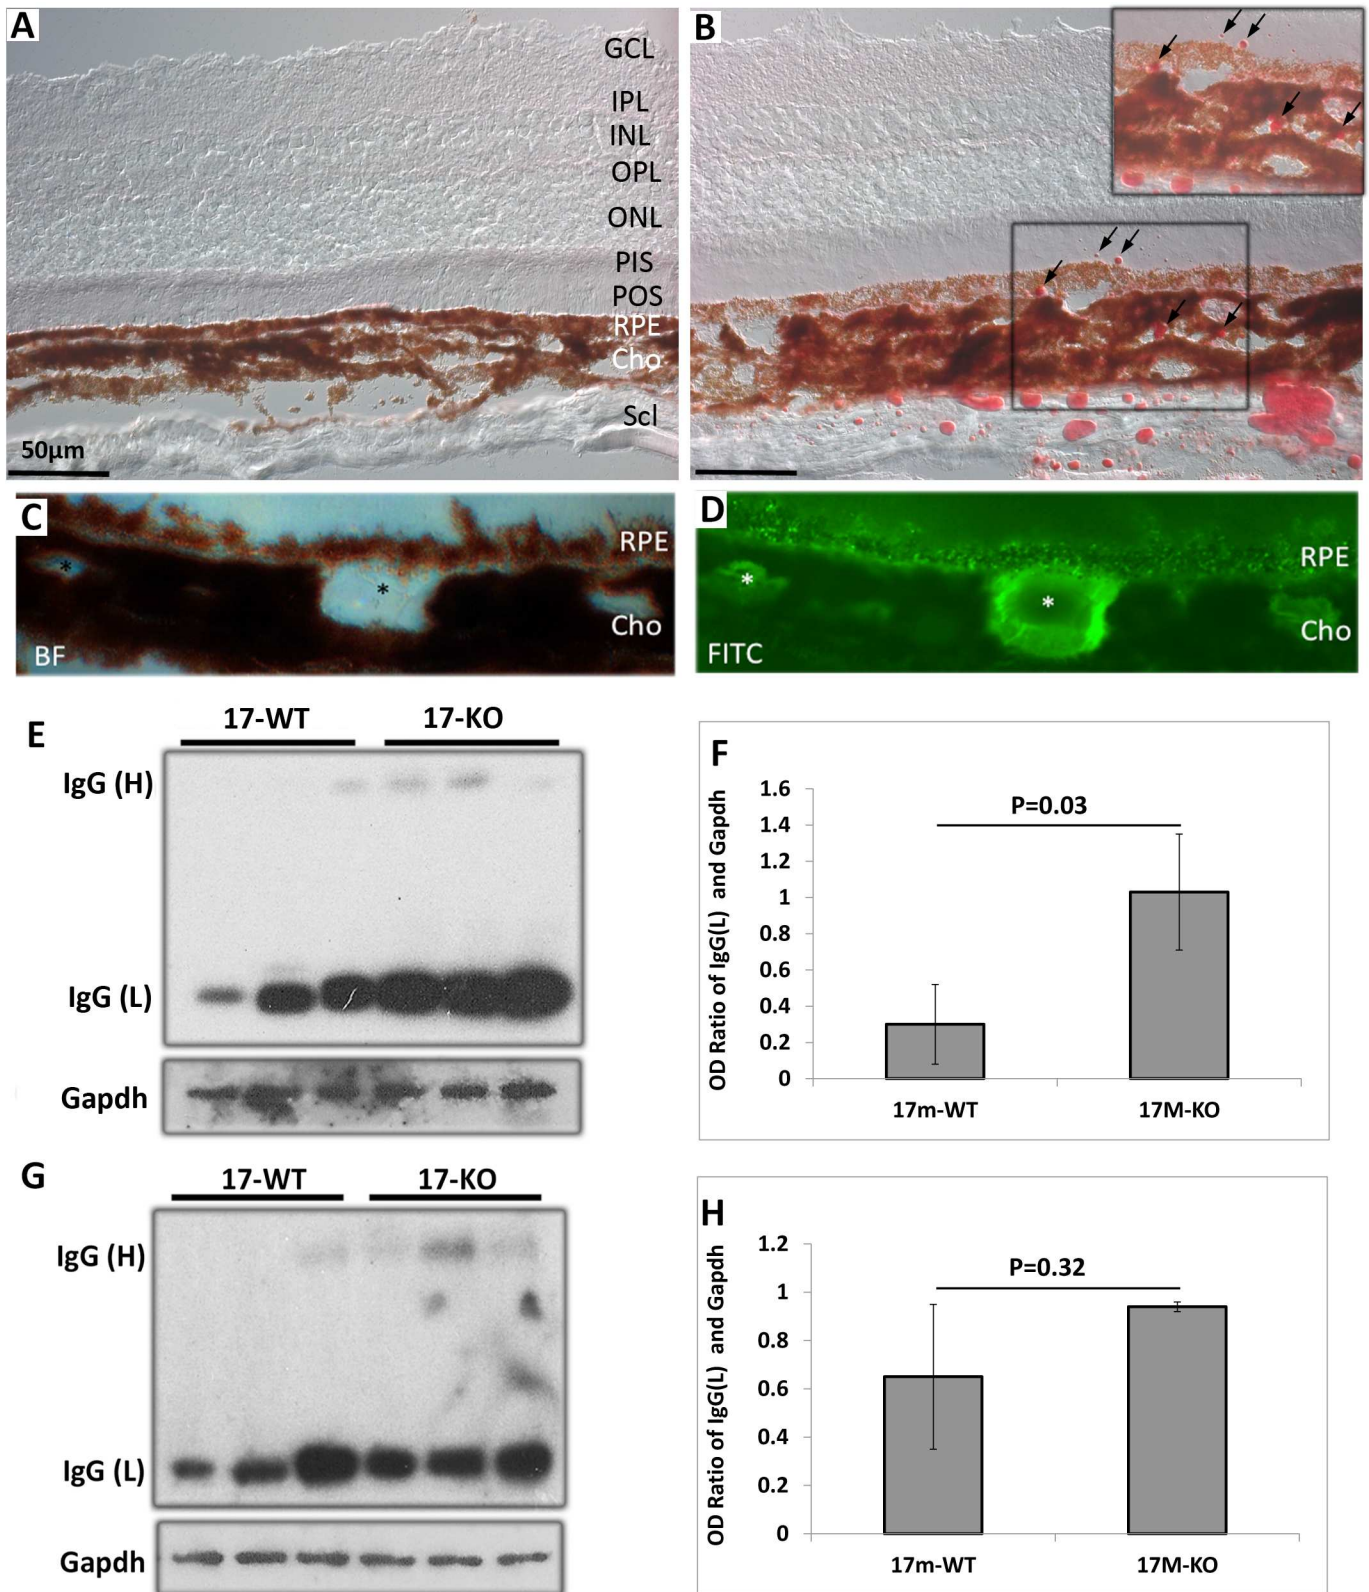 A
GCL
IPL
INL
OPL
ONL
PIS
POS
RPE
Cho
Scl
50µm
B
C
RPE
*
*
Cho
BF
D
RPE
*
*
Cho
FITC
E
17-WT 17-KO
IgG (H)
IgG (L)
Gapdh
F
OD Ratio of IgG(L) and Gapdh
1.6
1.4
1.2
1
0.8
0.6
0.4
0.2
0
P=0.03
17m-WT 17M-KO
G
17-WT 17-KO
IgG (H)
IgG (L)
Gapdh
H
OD Ratio of IgG(L) and Gapdh
1.2
1
0.8
0.6
0.4
0.2
0
P=0.32
17m-WT 17M-KO